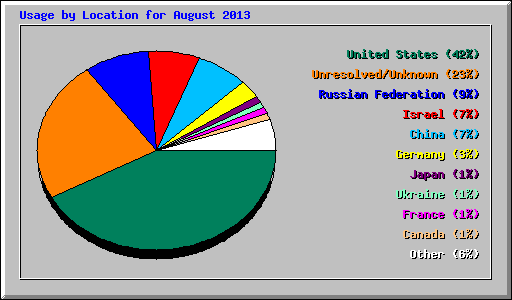 Usage by Location for August 2013
United States (42%)
Unresolved/Unknown (23%)
Russian Federation (9%)
Israel (7%)
China (7%)
Germany (3%)
Japan (1%)
Ukraine (1%)
France (1%)
Canada (1%)
Other (6%)